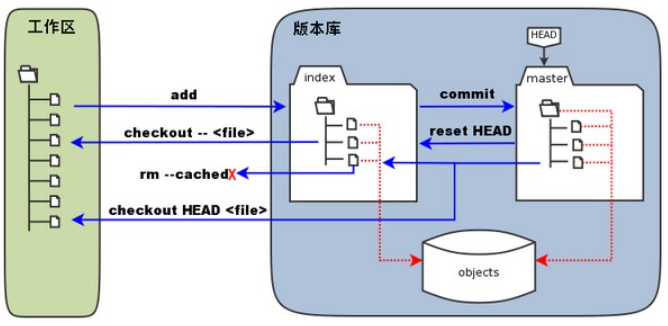 工作区
版本库
HEAD
index
master
add
commit
checkout -- <file>
reset HEAD
rm --cachedX
checkout HEAD <file>
objects